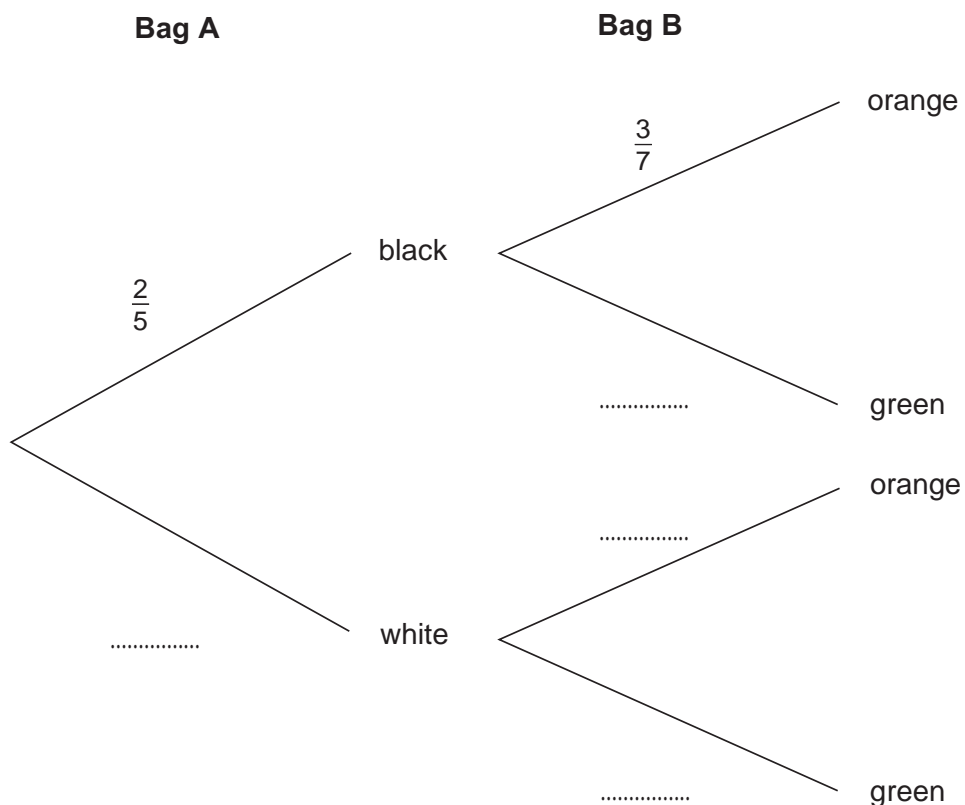 Bag A Bag B
orange
3/7
black
2/5
................
green
orange
................
white
................
green
................